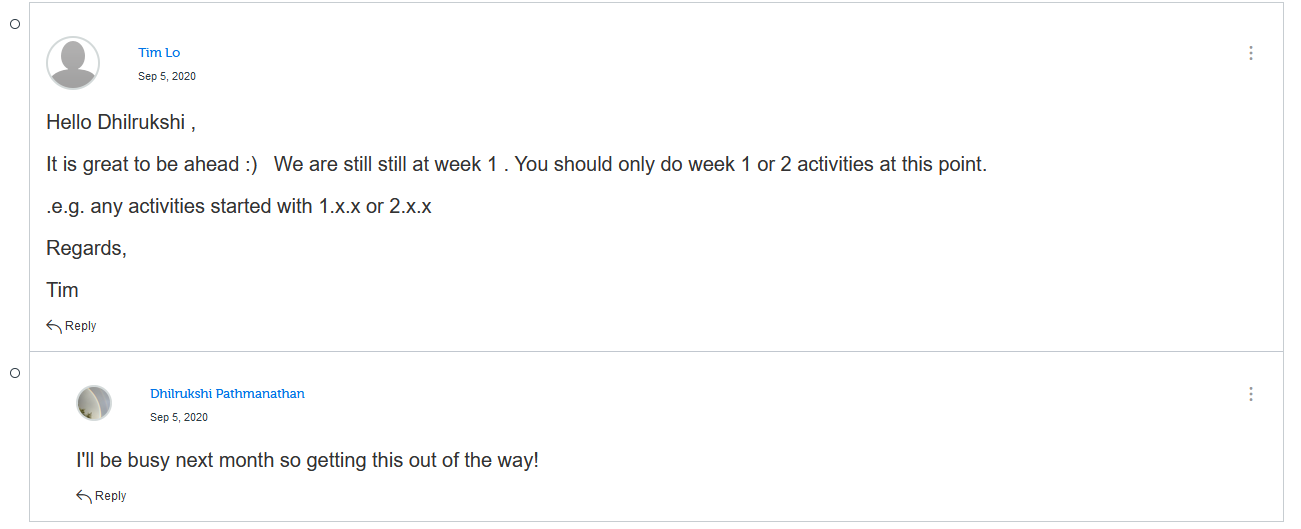 Tim Lo
Sep 5, 2020
Hello Dhilrukshi ,
It is great to be ahead :)   We are still still at week 1 . You should only do week 1 or 2 activities at this point.
.e.g. any activities started with 1.x.x or 2.x.x
Regards,
Tim
Reply
Dhilrukshi Pathmanathan
Sep 5, 2020
I'll be busy next month so getting this out of the way!
Reply